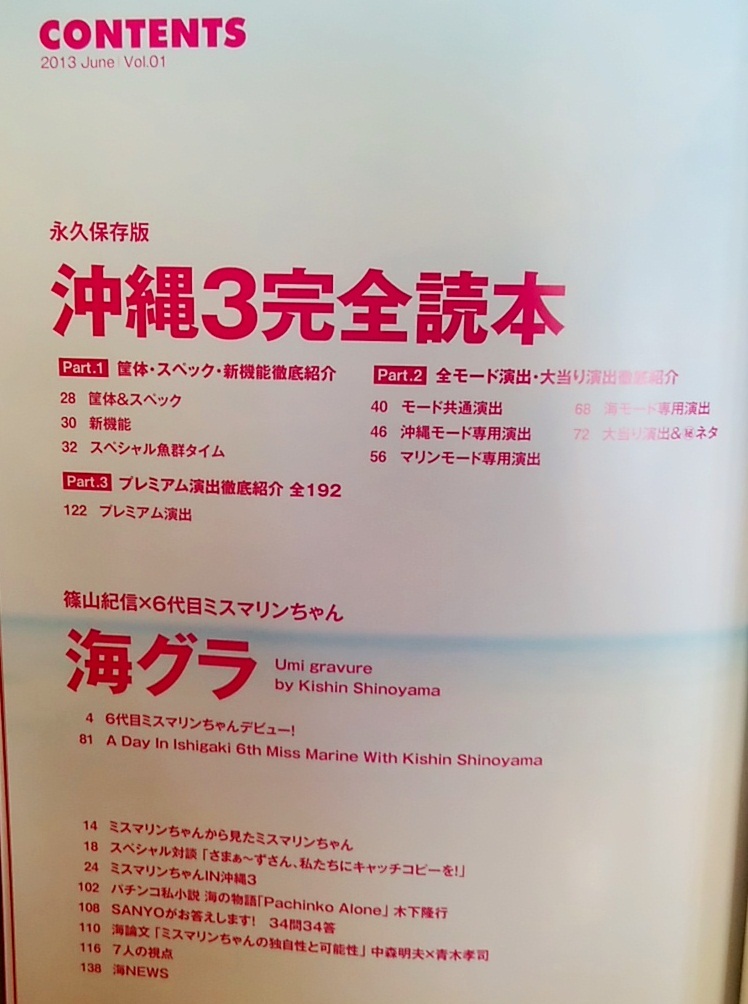 CONTENTS
2013 June | Vol.01
永久保存版
沖縄3完全読本
Part.1 筐体・スペック・新機能徹底紹介
28 筐体&スペック
30 新機能
32 スペシャル魚群タイム
Part.2 全モード演出・大当り演出徹底紹介
40 モード共通演出
46 沖縄モード専用演出
56 マリンモード専用演出
68 海モード専用演出
72 大当り演出&㊙ネタ
Part.3 プレミアム演出徹底紹介 全192
122 プレミアム演出
篠山紀信×6代目ミスマリンちゃん
海グラ
Umi gravure
by Kishin Shinoyama
4 6代目ミスマリンちゃんデビュー!
81 A Day In Ishigaki 6th Miss Marine With Kishin Shinoyama
14 ミスマリンちゃんから見たミスマリンちゃん
18 スペシャル対談「さまぁ~ずさん、私たちにキャッチコピーを!」
24 ミスマリンちゃんIN沖縄3
102 パチンコ私小説 海の物語「Pachinko Alone」木下隆行
108 SANYOがお答えします! 34問34答
110 海論文「ミスマリンちゃんの独自性と可能性」中森明夫×青木孝司
116 7人の視点
138 海NEWS